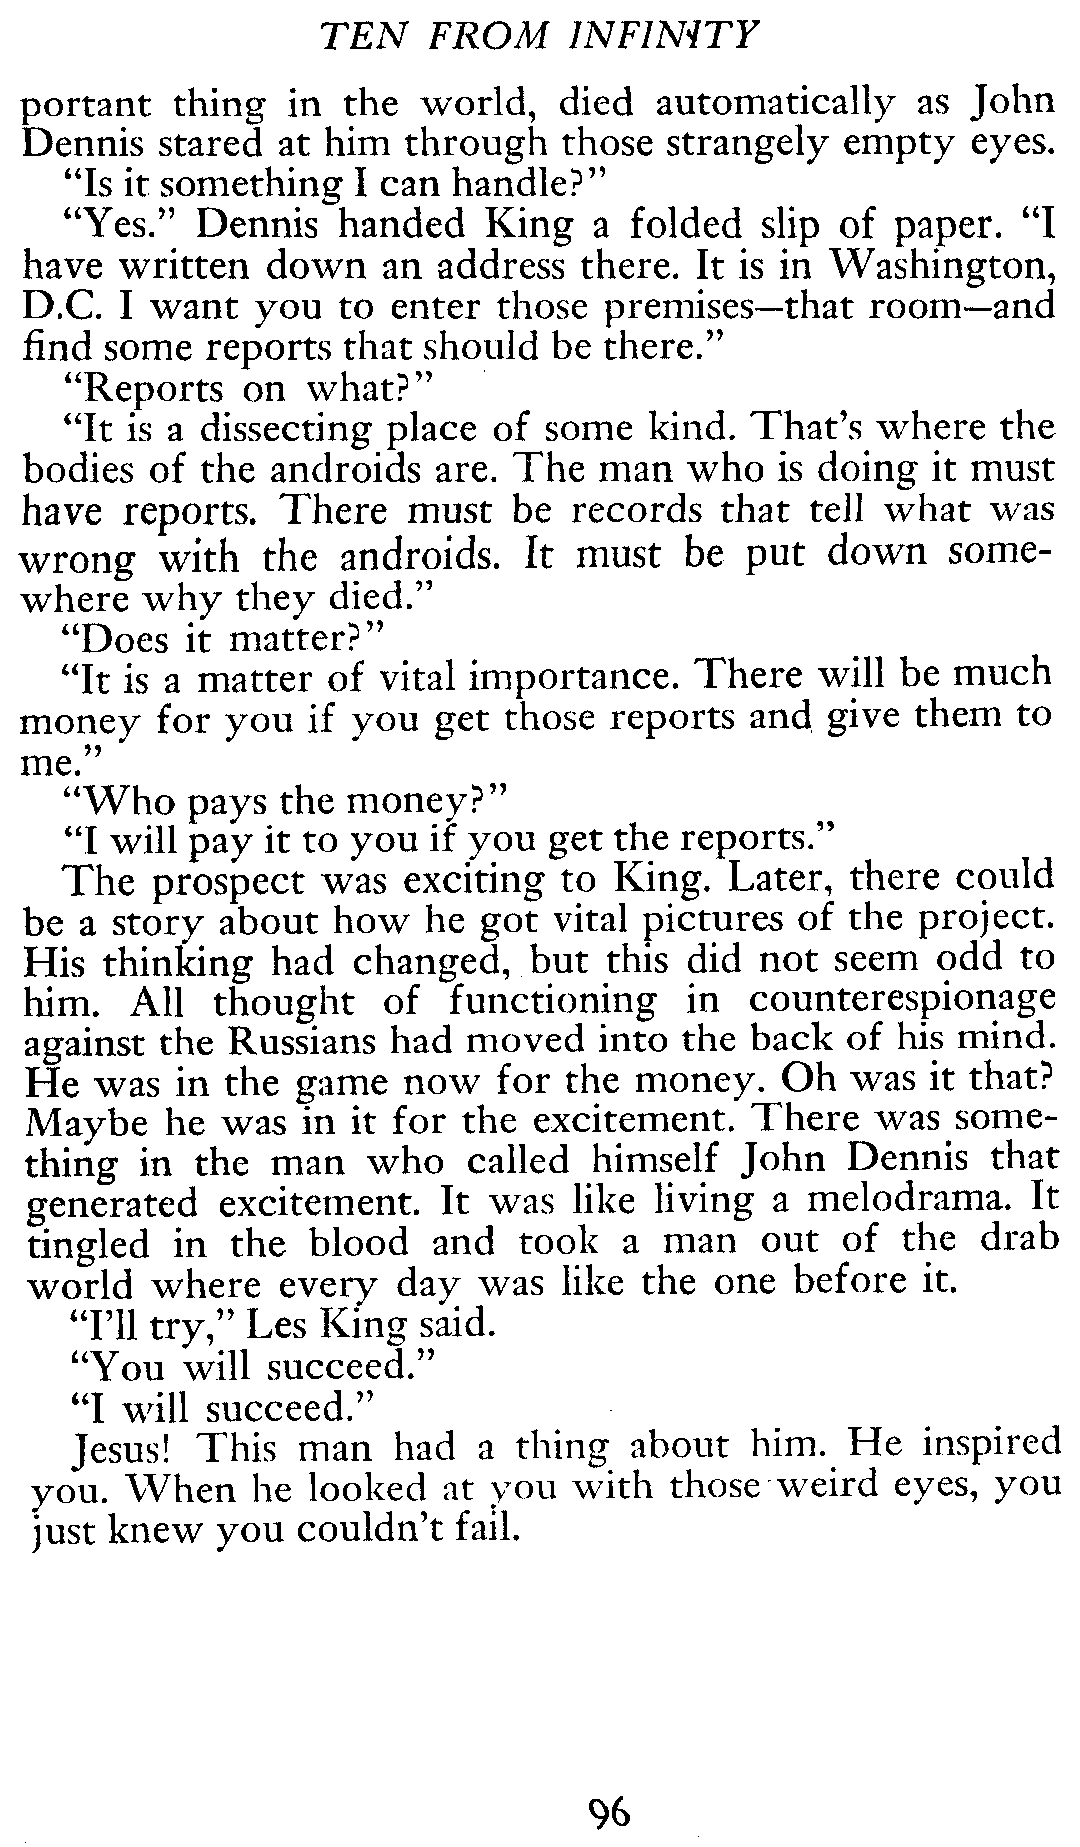 TEN FROM INFINITY
portant thing in the world, died automatically as John
Dennis stared at him through those strangely empty eyes.
“Is it something I can handle?”
“Yes.” Dennis handed King a folded slip of paper. “I
have written down an address there. It is in Washington,
D.C. I want you to enter those premises—that room—and
find some reports that should be there.”
“Reports on what?”
“It is a dissecting place of some kind. That’s where the
bodies of the androids are. The man who is doing it must
have reports. There must be records that tell what was
wrong with the androids. It must be put down some-
where why they died.”
“Does it matter?”
“It is a matter of vital importance. There will be much
money for you if you get those reports and give them to
me.”
“Who pays the money?”
“I will pay it to you if you get the reports.”
The prospect was exciting to King. Later, there could
be a story about how he got vital pictures of the project.
His thinking had changed, but this did not seem odd to
him. All thought of functioning in counterespionage
against the Russians had moved into the back of his mind.
He was in the game now for the money. Oh was it that?
Maybe he was in it for the excitement. There was some-
thing in the man who called himself John Dennis that
generated excitement. It was like living a melodrama. It
tingled in the blood and took a man out of the drab
world where every day was like the one before it.
“I’ll try,” Les King said.
“You will succeed.”
“I will succeed.”
Jesus! This man had a thing about him. He inspired
you. When he looked at you with those weird eyes, you
just knew you couldn’t fail.
96